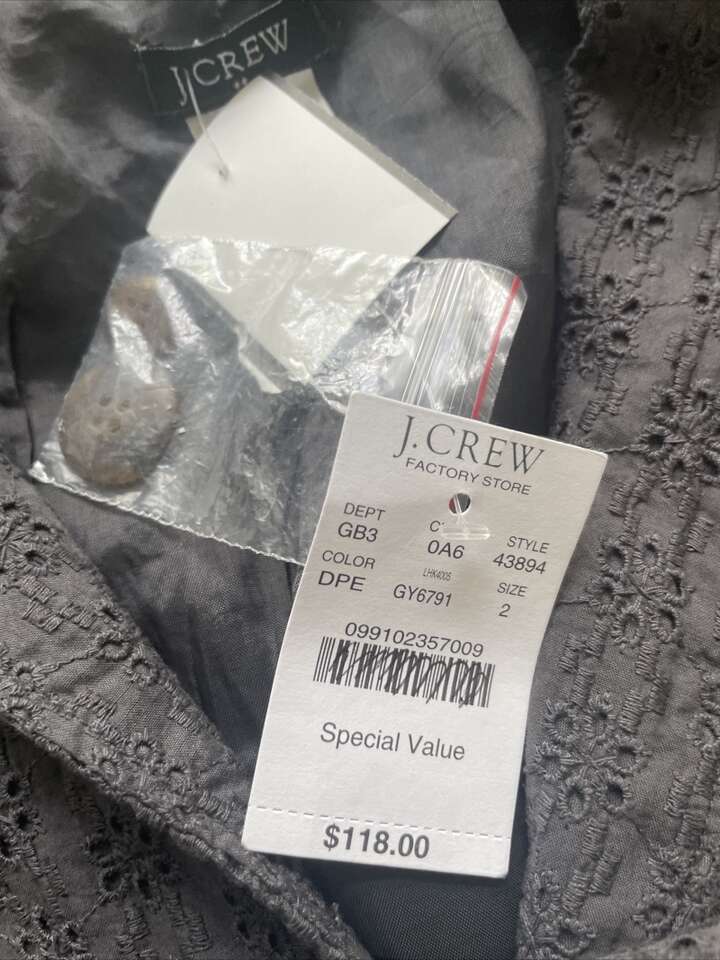 J.CREW
J.CREW
FACTORY STORE
DEPT STYLE
GB3 0A6 43894
COLOR LHK4005 SIZE
DPE GY6791 2
099102357009
Special Value
$118.00